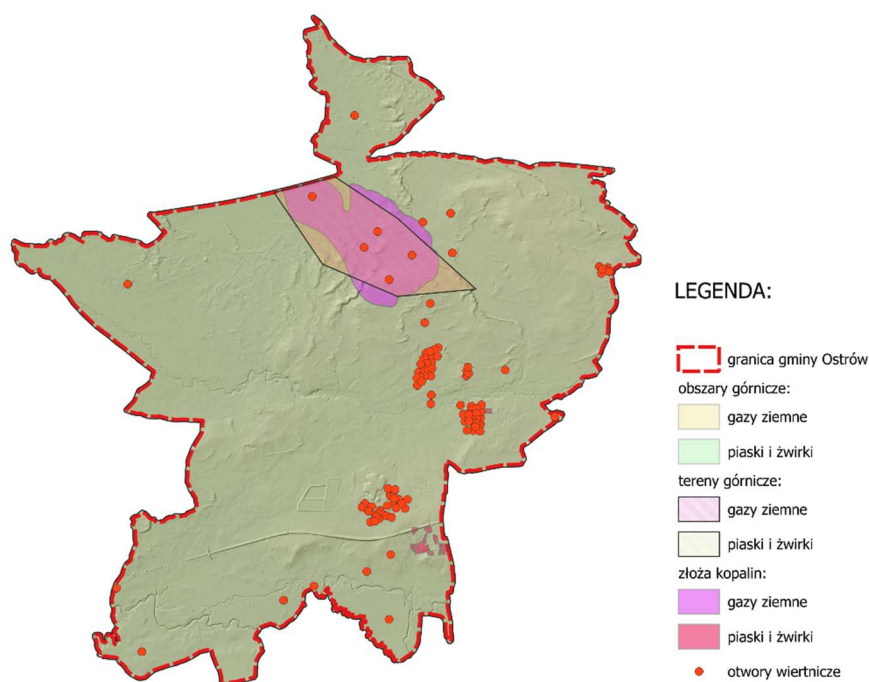 LEGENDA:
granica gminy Ostrów
obszary górnicze:
gazy ziemne
piaski i żwirki
tereny górnicze:
gazy ziemne
piaski i żwirki
złoża kopalin:
gazy ziemne
piaski i żwirki
otwory wiertnicze